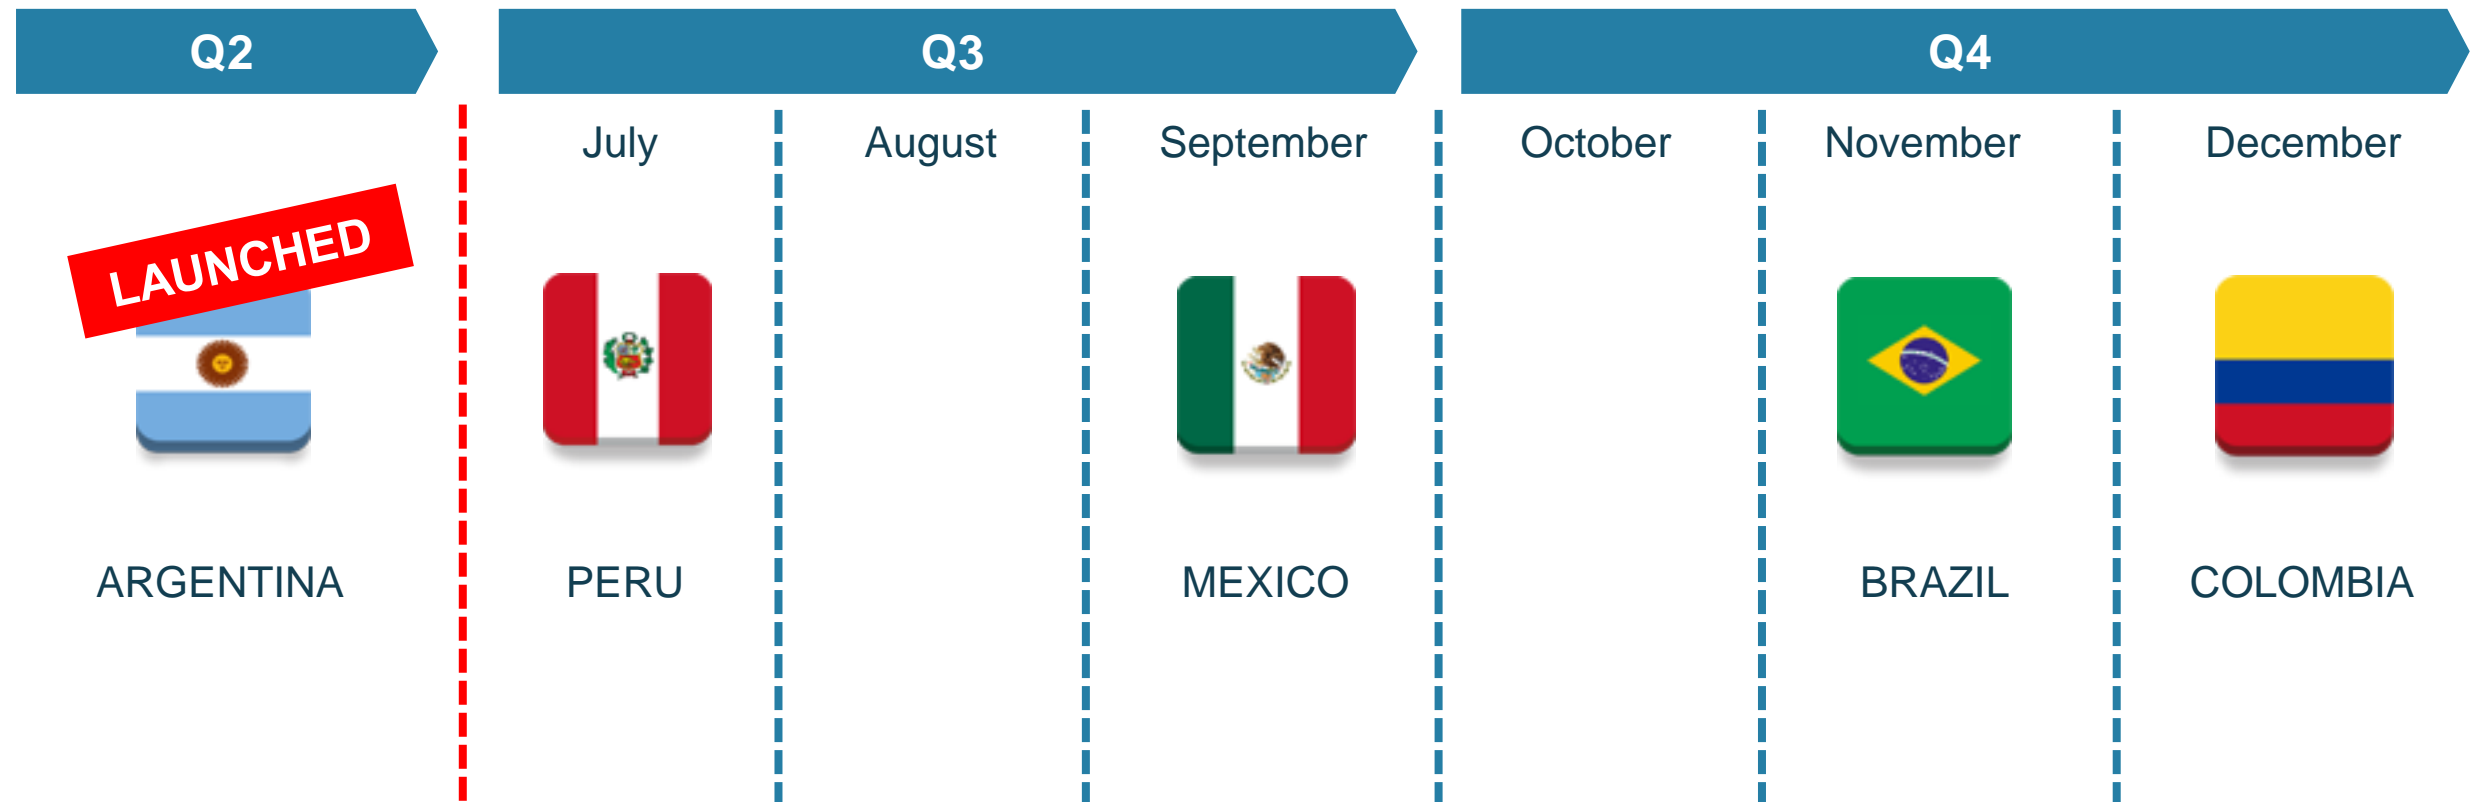 Q2
Q3
Q4
July
August
September
October
November
December
LAUNCHED
ARGENTINA
PERU
MEXICO
BRAZIL
COLOMBIA